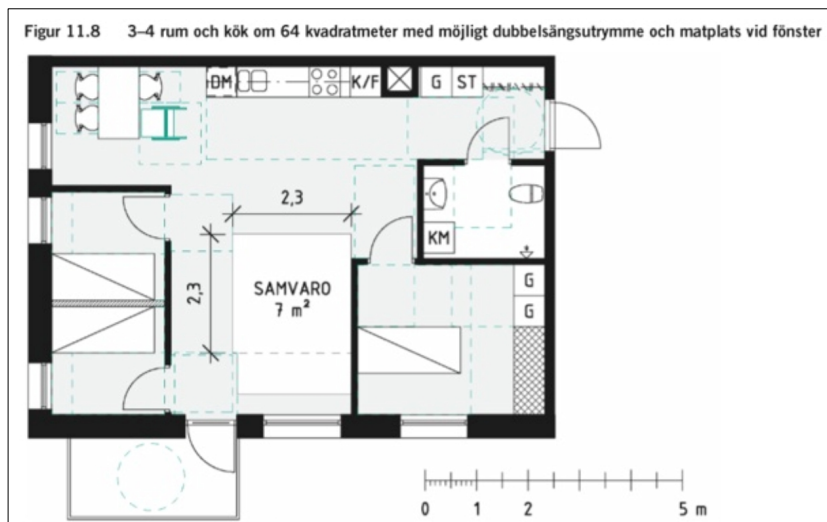 Figur 11.8 3–4 rum och kök om 64 kvadratmeter med möjligt dubbelsängsutrymme och matplats vid fönster
DM K/F G ST
2,3
KM
2,3
SAMVARO
7 m²
G
G
0 1 2 5 m